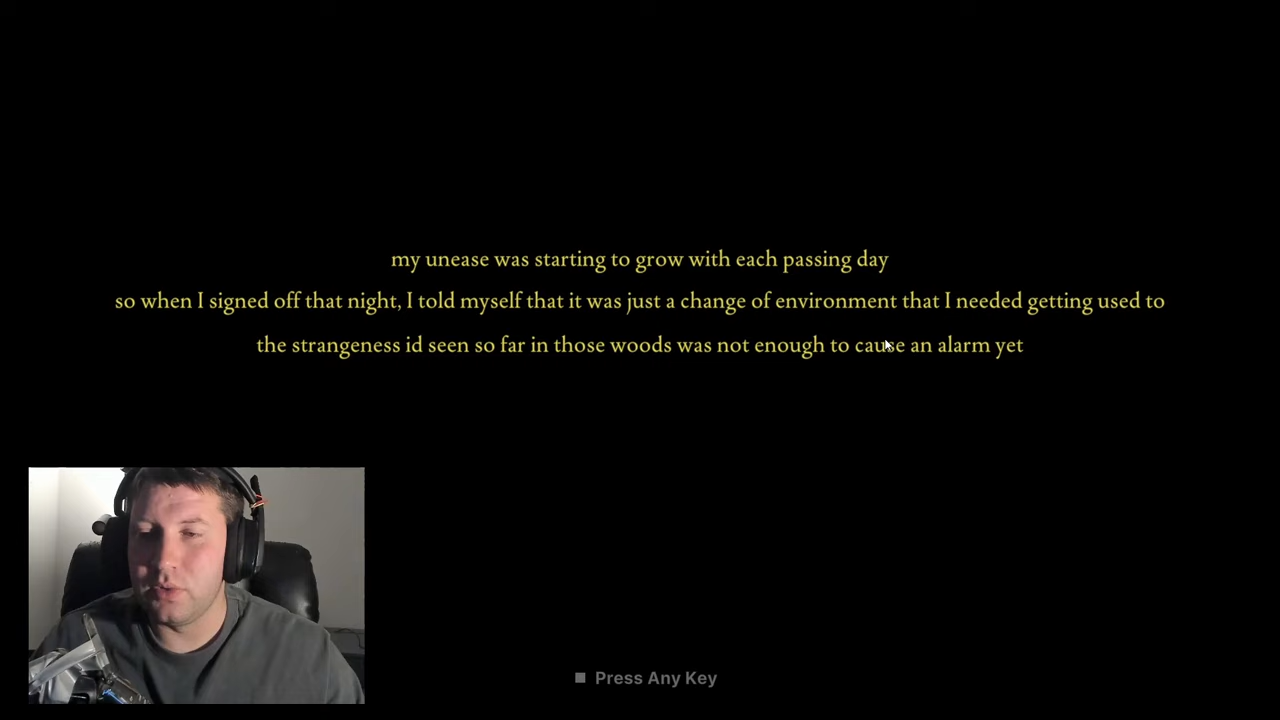 my unease was starting to grow with each passing day
so when I signed off that night, I told myself that it was just a change of environment that I needed getting used to
the strangeness id seen so far in those woods was not enough to cause an alarm yet
Press Any Key